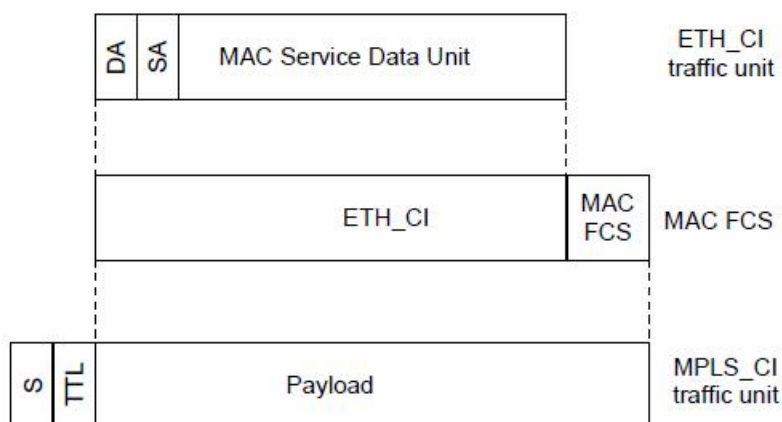 DA
SA
MAC Service Data Unit
ETH_CI
traffic unit
ETH_CI
MAC
FCS
MAC FCS
S
TTL
Payload
MPLS_CI
traffic unit